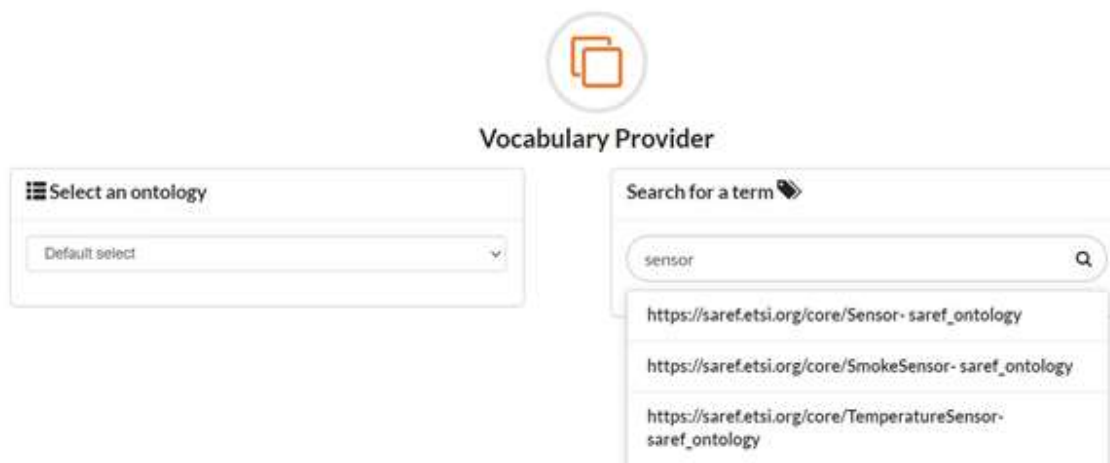 Vocabulary Provider
Select an ontology
Default select
Search for a term
sensor
https://saref.etsi.org/core/Sensor- saref_ontology
https://saref.etsi.org/core/SmokeSensor- saref_ontology
https://saref.etsi.org/core/TemperatureSensor-
saref_ontology